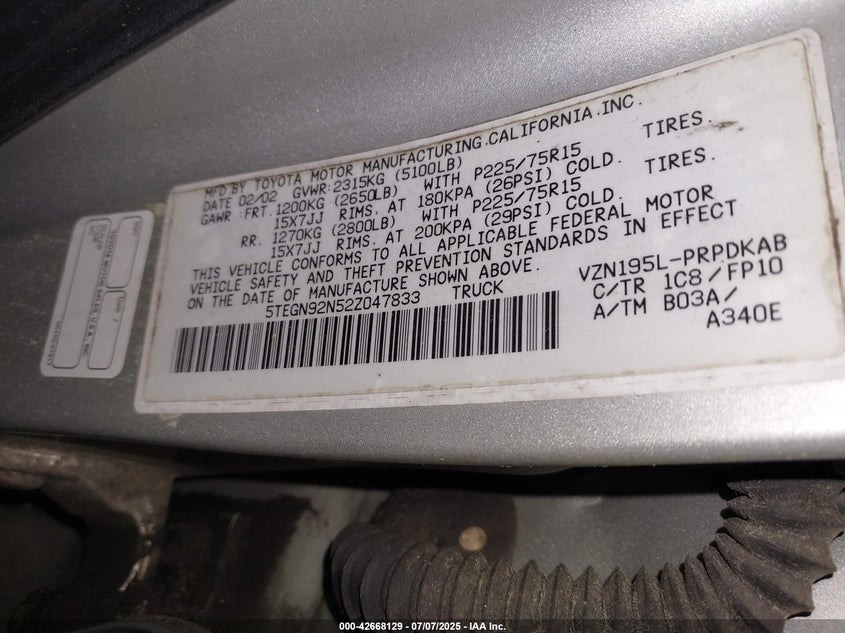 MFD.BY TOYOTA MOTOR MANUFACTURING.CALIFORNIA.INC.
DATE 02/02 GVWR:2315KG (5100LB)
GAWR:FRT.1200KG (2650LB) WITH P225/75R15 TIRES.
15X7JJ RIMS. AT 180KPA (26PSI) COLD.
RR. 1270KG (2800LB) WITH P225/75R15 TIRES.
15X7JJ RIMS. AT 200KPA (29PSI) COLD.
THIS VEHICLE CONFORMS TO ALL APPLICABLE FEDERAL MOTOR
VEHICLE SAFETY AND THEFT PREVENTION STANDARDS IN EFFECT
ON THE DATE OF MANUFACTURE SHOWN ABOVE.
5TEGN92N52Z047833 TRUCK
VZN195L-PRPDKAB
C/TR 1C8/FP10
A/TM B03A/
A340E
TOYOTA MOTOR SALES U.S.A. INC.
000-42668129 - 07/07/2025 - IAA Inc.